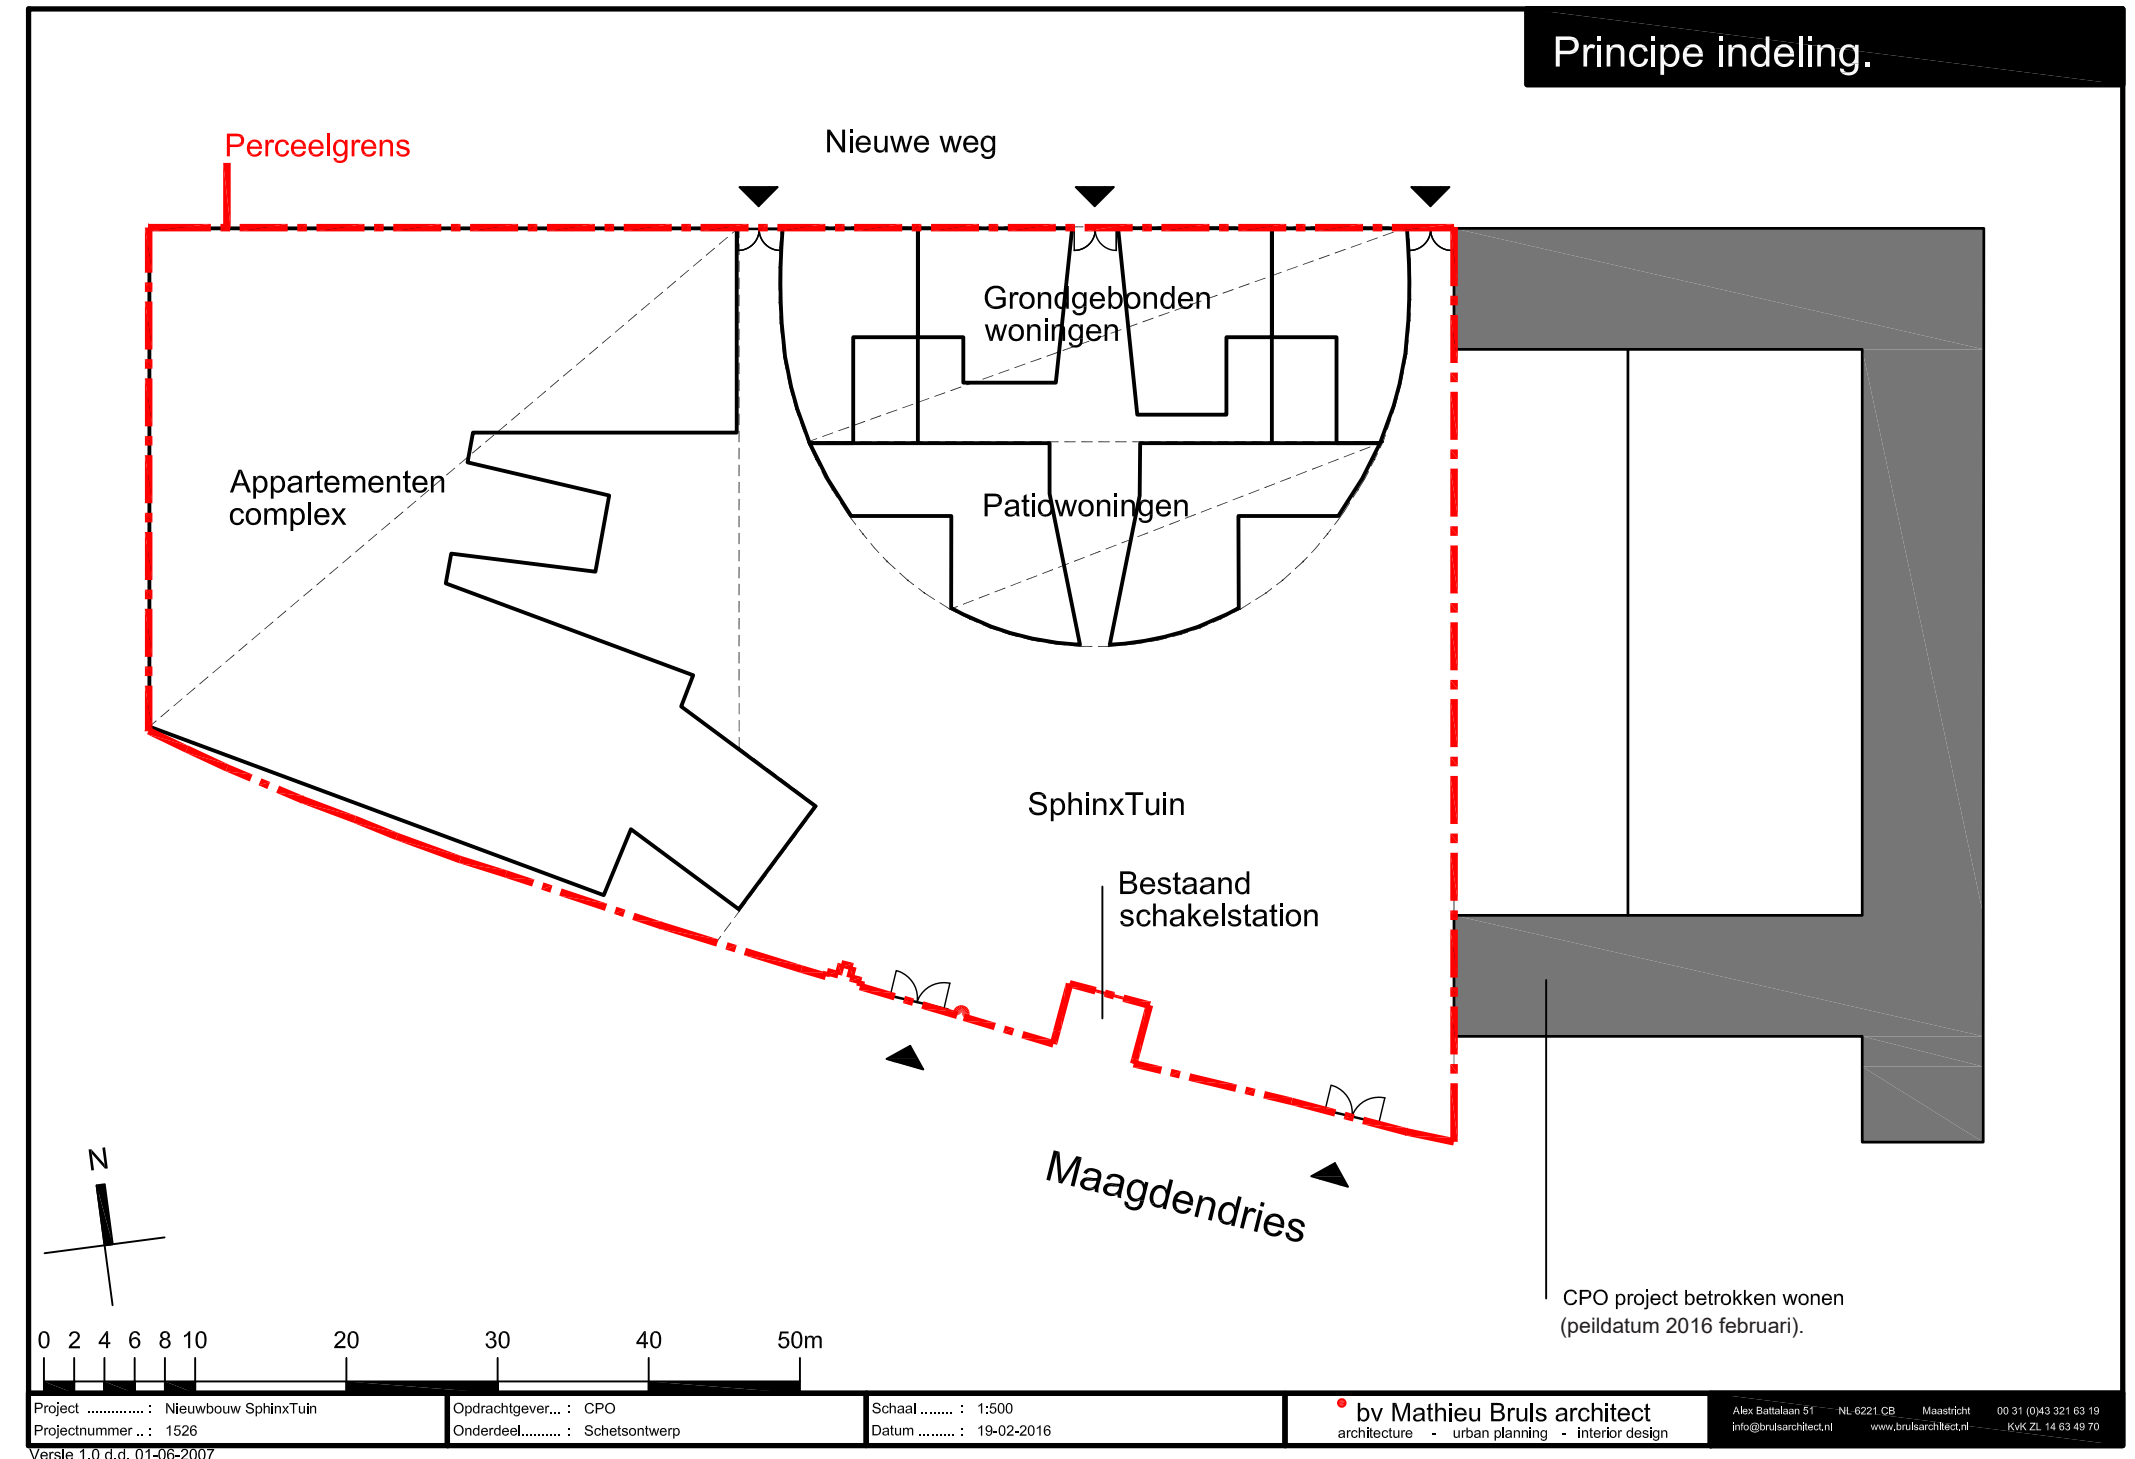 Principe indeling.
Perceelgrens
Nieuwe weg
Grondgebonden
woningen
Appartementen
complex
Patiowoningen
SphinxTuin
Bestaand
schakelstation
Maagdendries
N
CPO project betrokken wonen
(peildatum 2016 februari).
0 2 4 6 8 10 20 30 40 50m
Project .............. : Nieuwbouw SphinxTuin
Projectnummer .. : 1526
Opdrachtgever... : CPO
Onderdeel.......... : Schetsontwerp
Schaal ........ : 1:500
Datum ......... : 19-02-2016
bv Mathieu Bruls architect
architecture - urban planning - interior design
Alex Battalaan 51 NL 6221 CB Maastricht 00 31 (0)43 321 63 19
info@brulsarchitect.nl www.brulsarchitect.nl KvK ZL 14 63 49 70
Versie 1.0 d.d. 01-06-2007